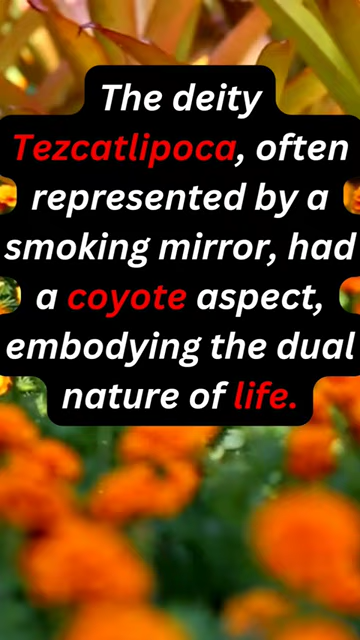 The deity
Tezcatlipoca, often
represented by a
smoking mirror, had
a coyote aspect,
embodying the dual
nature of life.